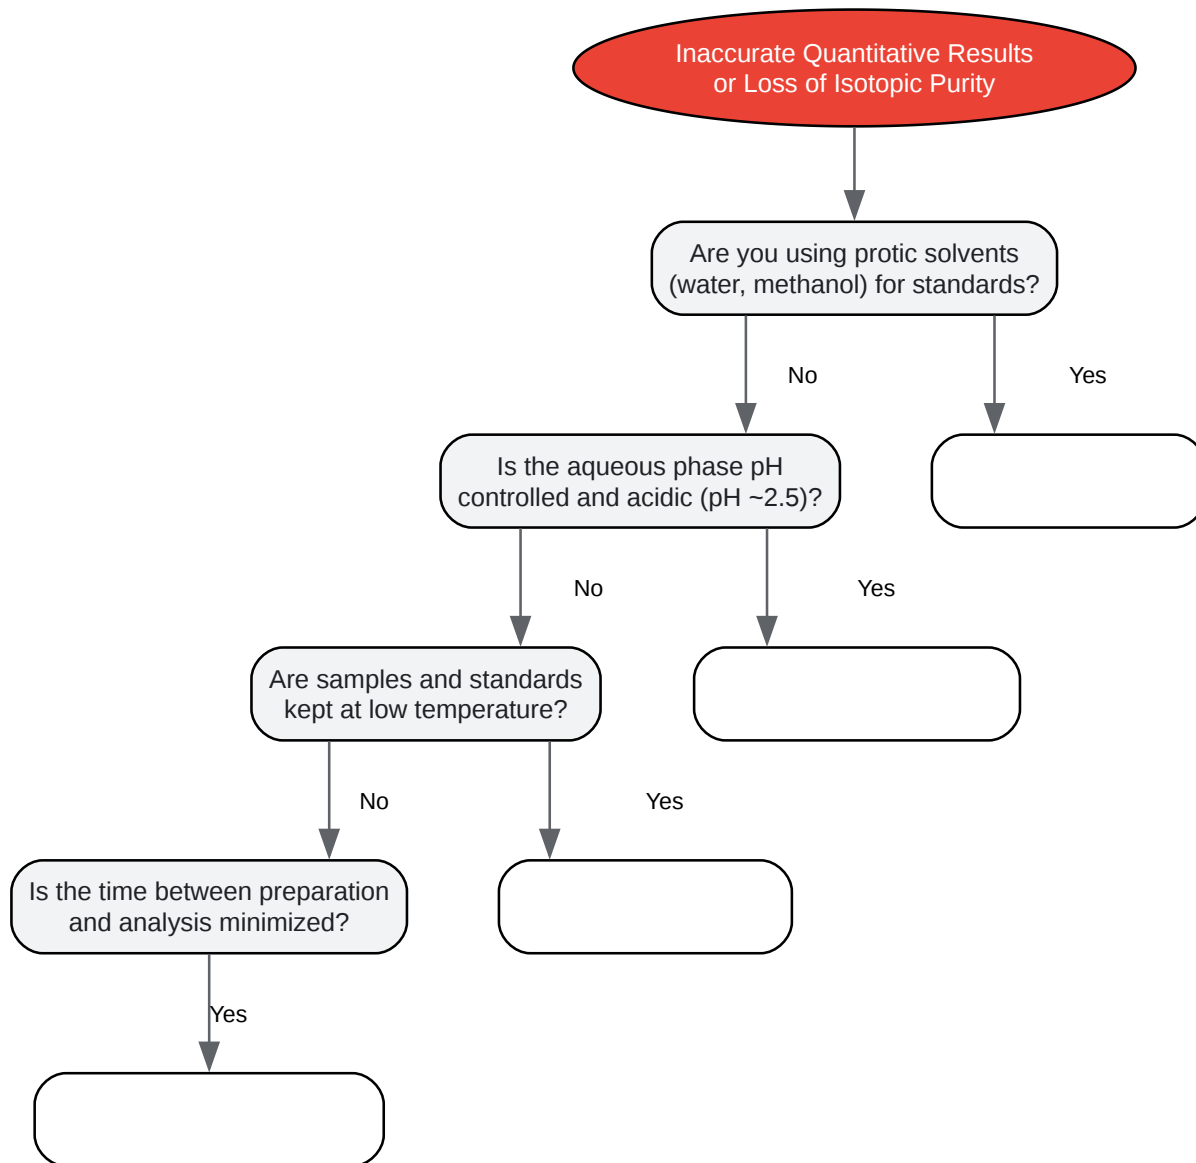 Inaccurate Quantitative Results
or Loss of Isotopic Purity
Are you using protic solvents
(water, methanol) for standards?
No
Yes
Is the aqueous phase pH
controlled and acidic (pH ~2.5)?
No
Yes
Are samples and standards
kept at low temperature?
No
Yes
Is the time between preparation
and analysis minimized?
Yes